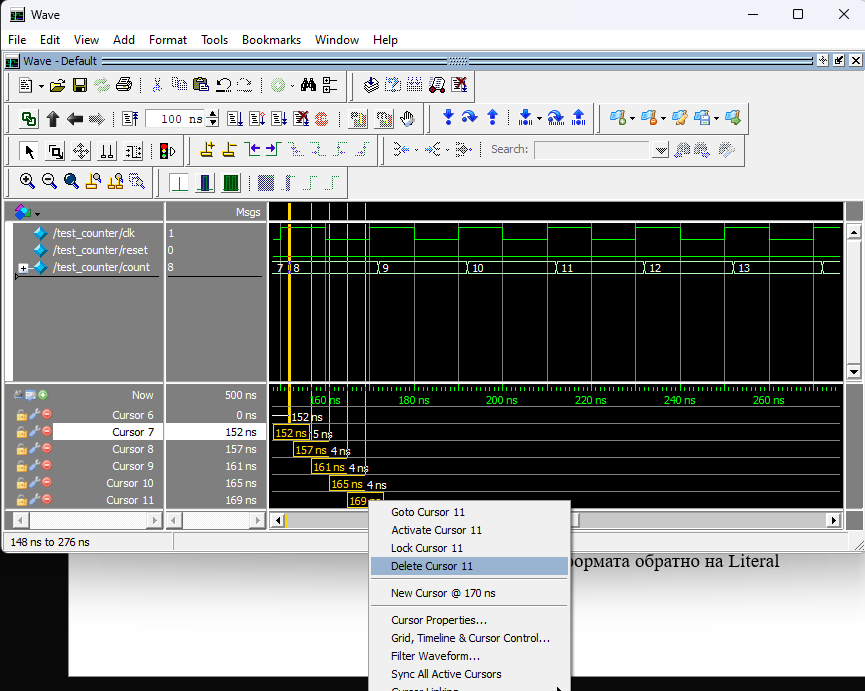 Wave
File Edit View Add Format Tools Bookmarks Window Help
Wave - Default
100 ns
Search:
Msgs
/test_counter/clk 1
/test_counter/reset 0
/test_counter/count 8 7 8 9 10 11 12 13
Now 500 ns 160 ns 180 ns 200 ns 220 ns 240 ns 260 ns
Cursor 6 0 ns 152 ns
Cursor 7 152 ns 152 ns 5 ns
Cursor 8 157 ns 157 ns 4 ns
Cursor 9 161 ns 161 ns 4 ns
Cursor 10 165 ns 165 ns 4 ns
Cursor 11 169 ns 169 ns
148 ns to 276 ns
Goto Cursor 11
Activate Cursor 11
Lock Cursor 11
Delete Cursor 11
New Cursor @ 170 ns
Cursor Properties...
Grid, Timeline & Cursor Control...
Filter Waveform...
Sync All Active Cursors
Cursor Linking
формата обратно на Literal